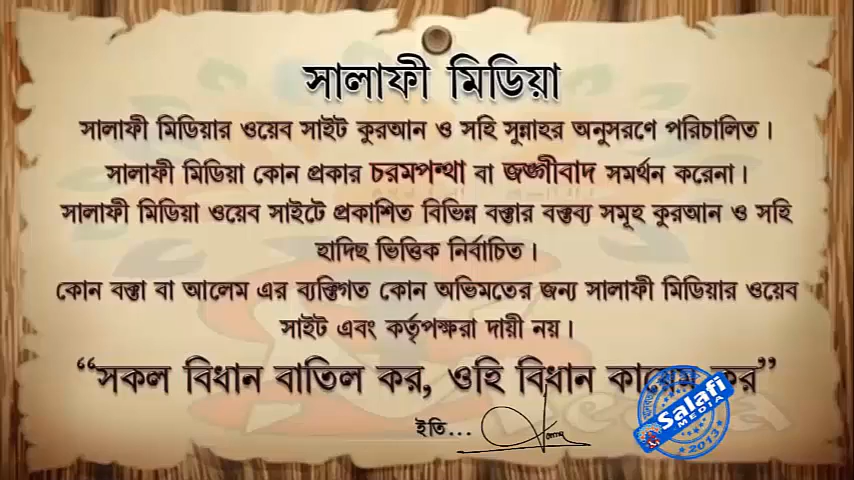 সালাফী মিডিয়া
সালাফী মিডিয়ার ওয়েব সাইট কুরআন ও সহি সুন্নাহর অনুসরণে পরিচালিত।
সালাফী মিডিয়া কোন প্রকার চরমপন্থা বা জঙ্গীবাদ সমর্থন করেনা।
সালাফী মিডিয়া ওয়েব সাইটে প্রকাশিত বিভিন্ন বক্তার বক্তব্য সমূহ কুরআন ও সহি
হাদিছ ভিত্তিক নির্বাচিত।
কোন বক্তা বা আলেম এর ব্যক্তিগত কোন অভিমতের জন্য সালাফী মিডিয়ার ওয়েব
সাইট এবং কর্তৃপক্ষরা দায়ী নয়।
“সকল বিধান বাতিল কর, ওহি বিধান কায়েম কর”
ইতি...
Salafi
MEDIA
2013